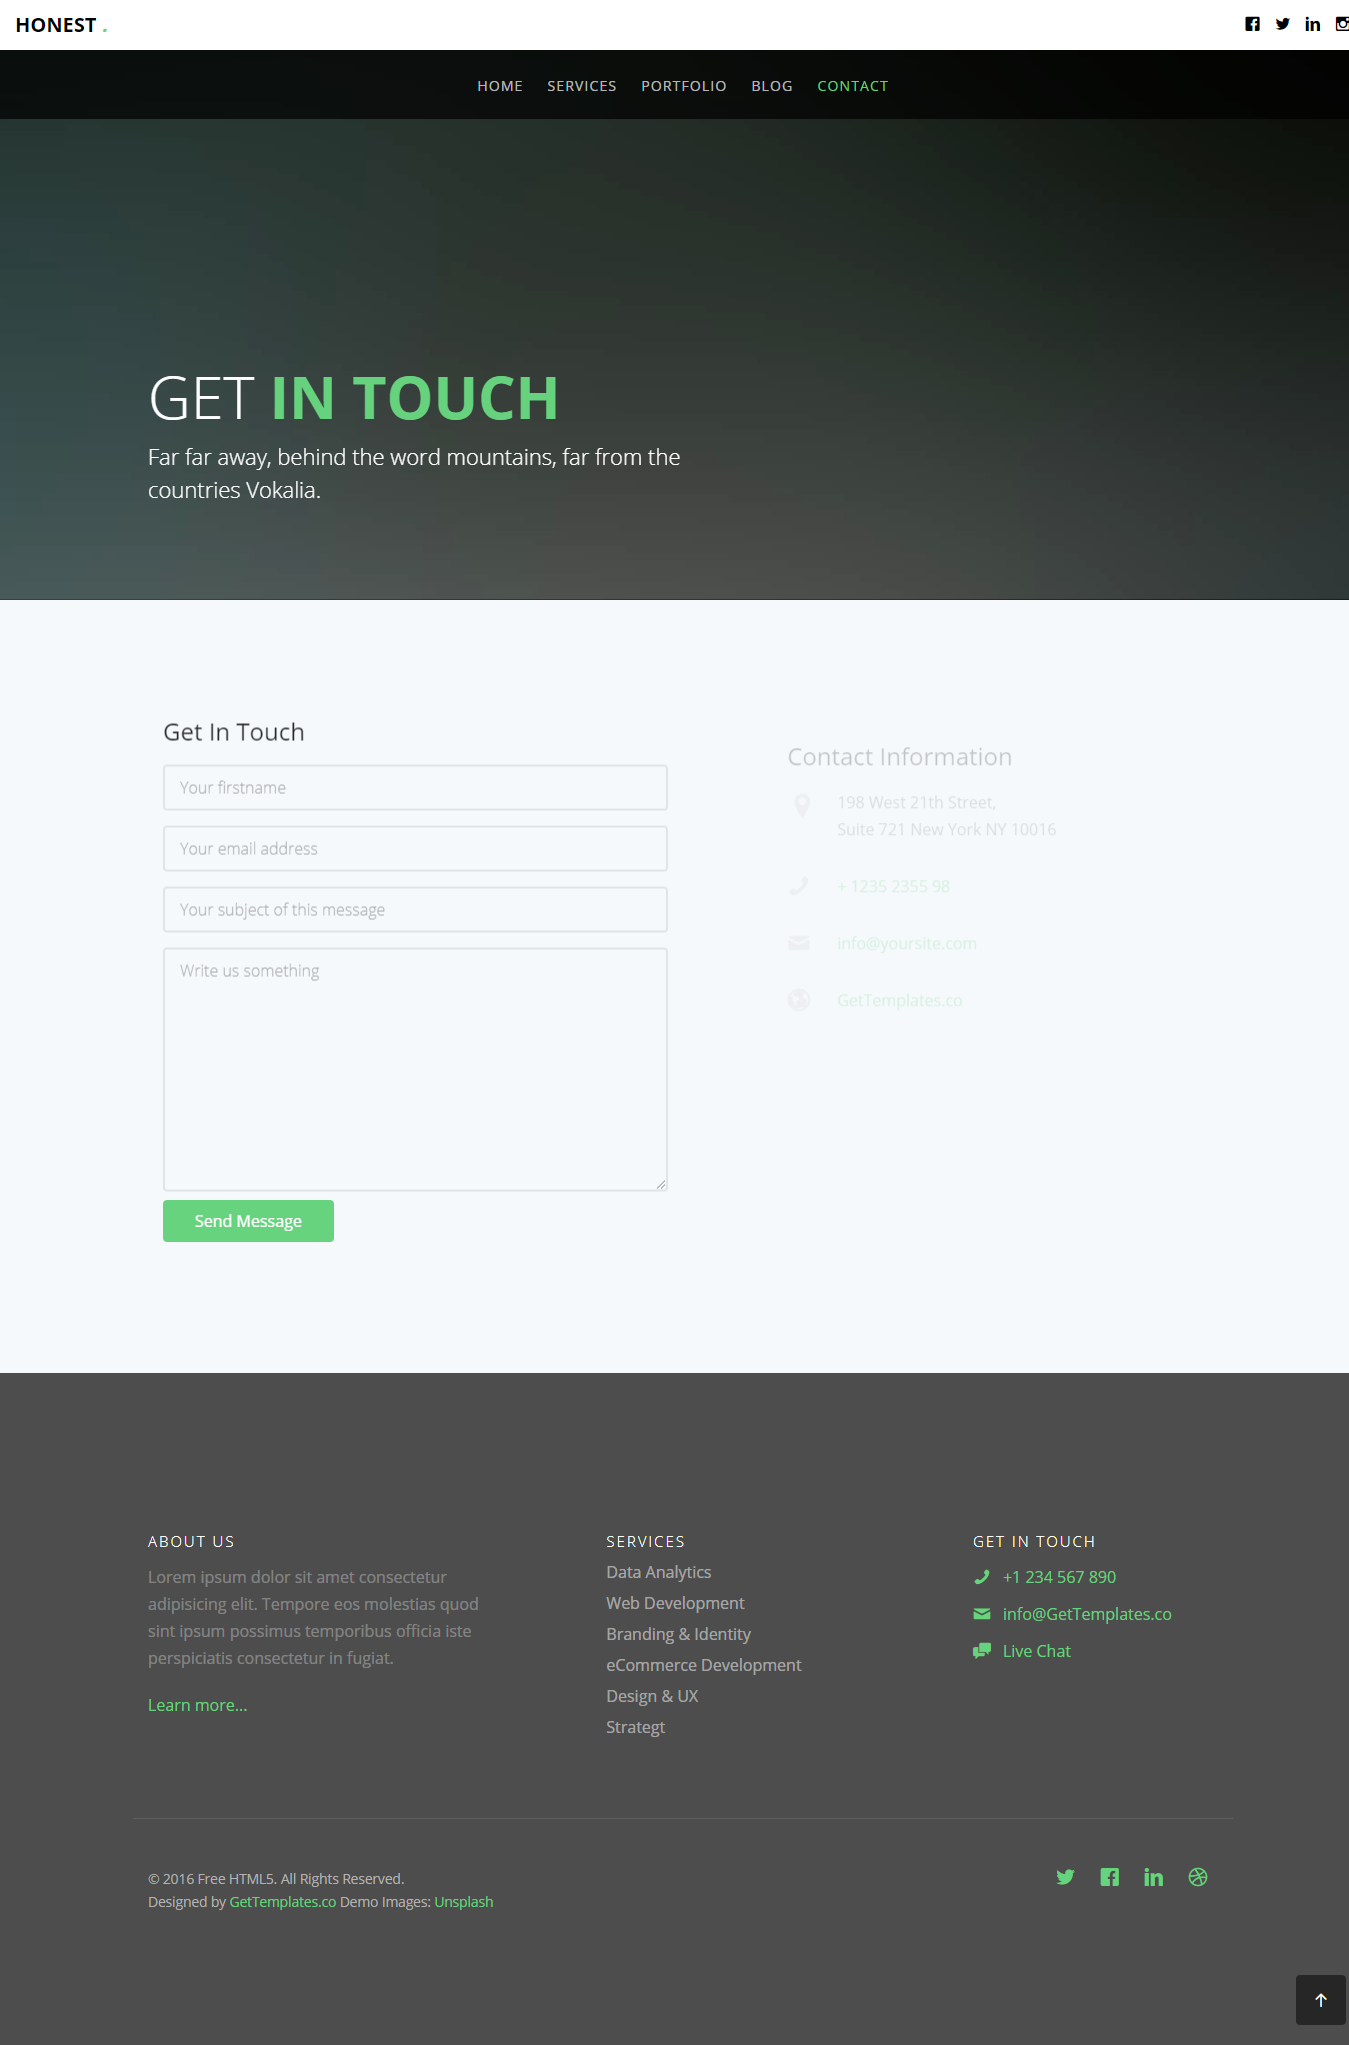 HONEST .
HOME SERVICES PORTFOLIO BLOG CONTACT
GET IN TOUCH
Far far away, behind the word mountains, far from the
countries Vokalia.
Get In Touch
Your firstname
Your email address
Your subject of this message
Write us something
Send Message
Contact Information
198 West 21th Street,
Suite 721 New York NY 10016
+ 1235 2355 98
info@yoursite.com
GetTemplates.co
ABOUT US
Lorem ipsum dolor sit amet consectetur
adipisicing elit. Tempore eos molestias quod
sint ipsum possimus temporibus officia iste
perspiciatis consectetur in fugiat.
Learn more...
SERVICES
Data Analytics
Web Development
Branding & Identity
eCommerce Development
Design & UX
Strategt
GET IN TOUCH
+1 234 567 890
info@GetTemplates.co
Live Chat
© 2016 Free HTML5. All Rights Reserved.
Designed by GetTemplates.co Demo Images: Unsplash